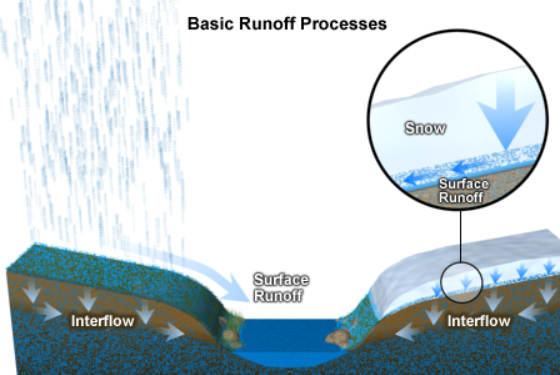 Basic Runoff Processes
Snow
Surface
Runoff
Surface
Runoff
Interflow
Interflow